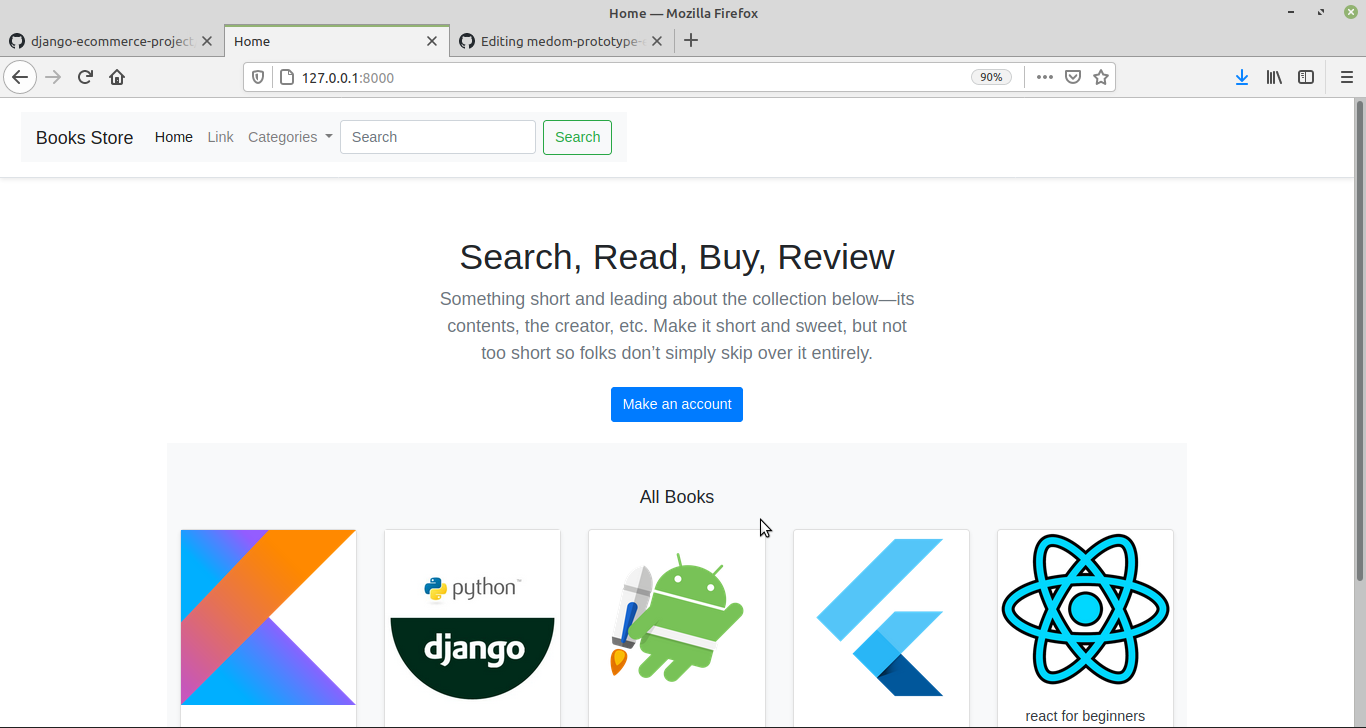 Home — Mozilla Firefox
django-ecommerce-project
Home
Editing medom-prototype-
127.0.0.1:8000
90%
Books Store
Home
Link
Categories
Search
Search
Search, Read, Buy, Review
Something short and leading about the collection below—its
contents, the creator, etc. Make it short and sweet, but not
too short so folks don’t simply skip over it entirely.
Make an account
All Books
python™
django
react for beginners